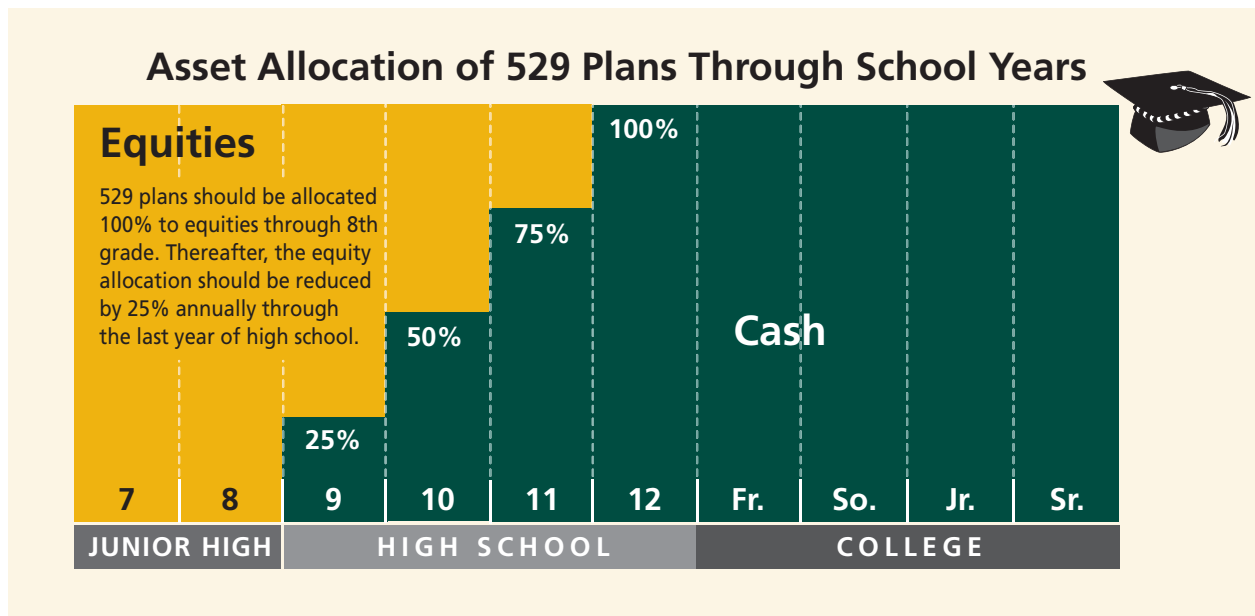 Asset Allocation of 529 Plans Through School Years
Equities
529 plans should be allocated
100% to equities through 8th
grade. Thereafter, the equity
allocation should be reduced
by 25% annually through
the last year of high school.
25%
50%
75%
100%
Cash
7 8 9 10 11 12 Fr. So. Jr. Sr.
JUNIOR HIGH HIGH SCHOOL COLLEGE